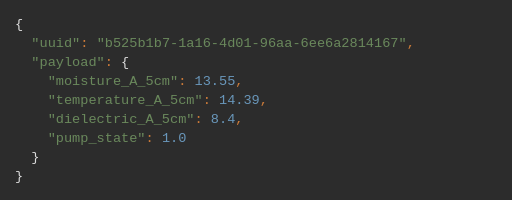 {
  "uuid": "b525b1b7-1a16-4d01-96aa-6ee6a2814167",
  "payload": {
    "moisture_A_5cm": 13.55,
    "temperature_A_5cm": 14.39,
    "dielectric_A_5cm": 8.4,
    "pump_state": 1.0
  }
}